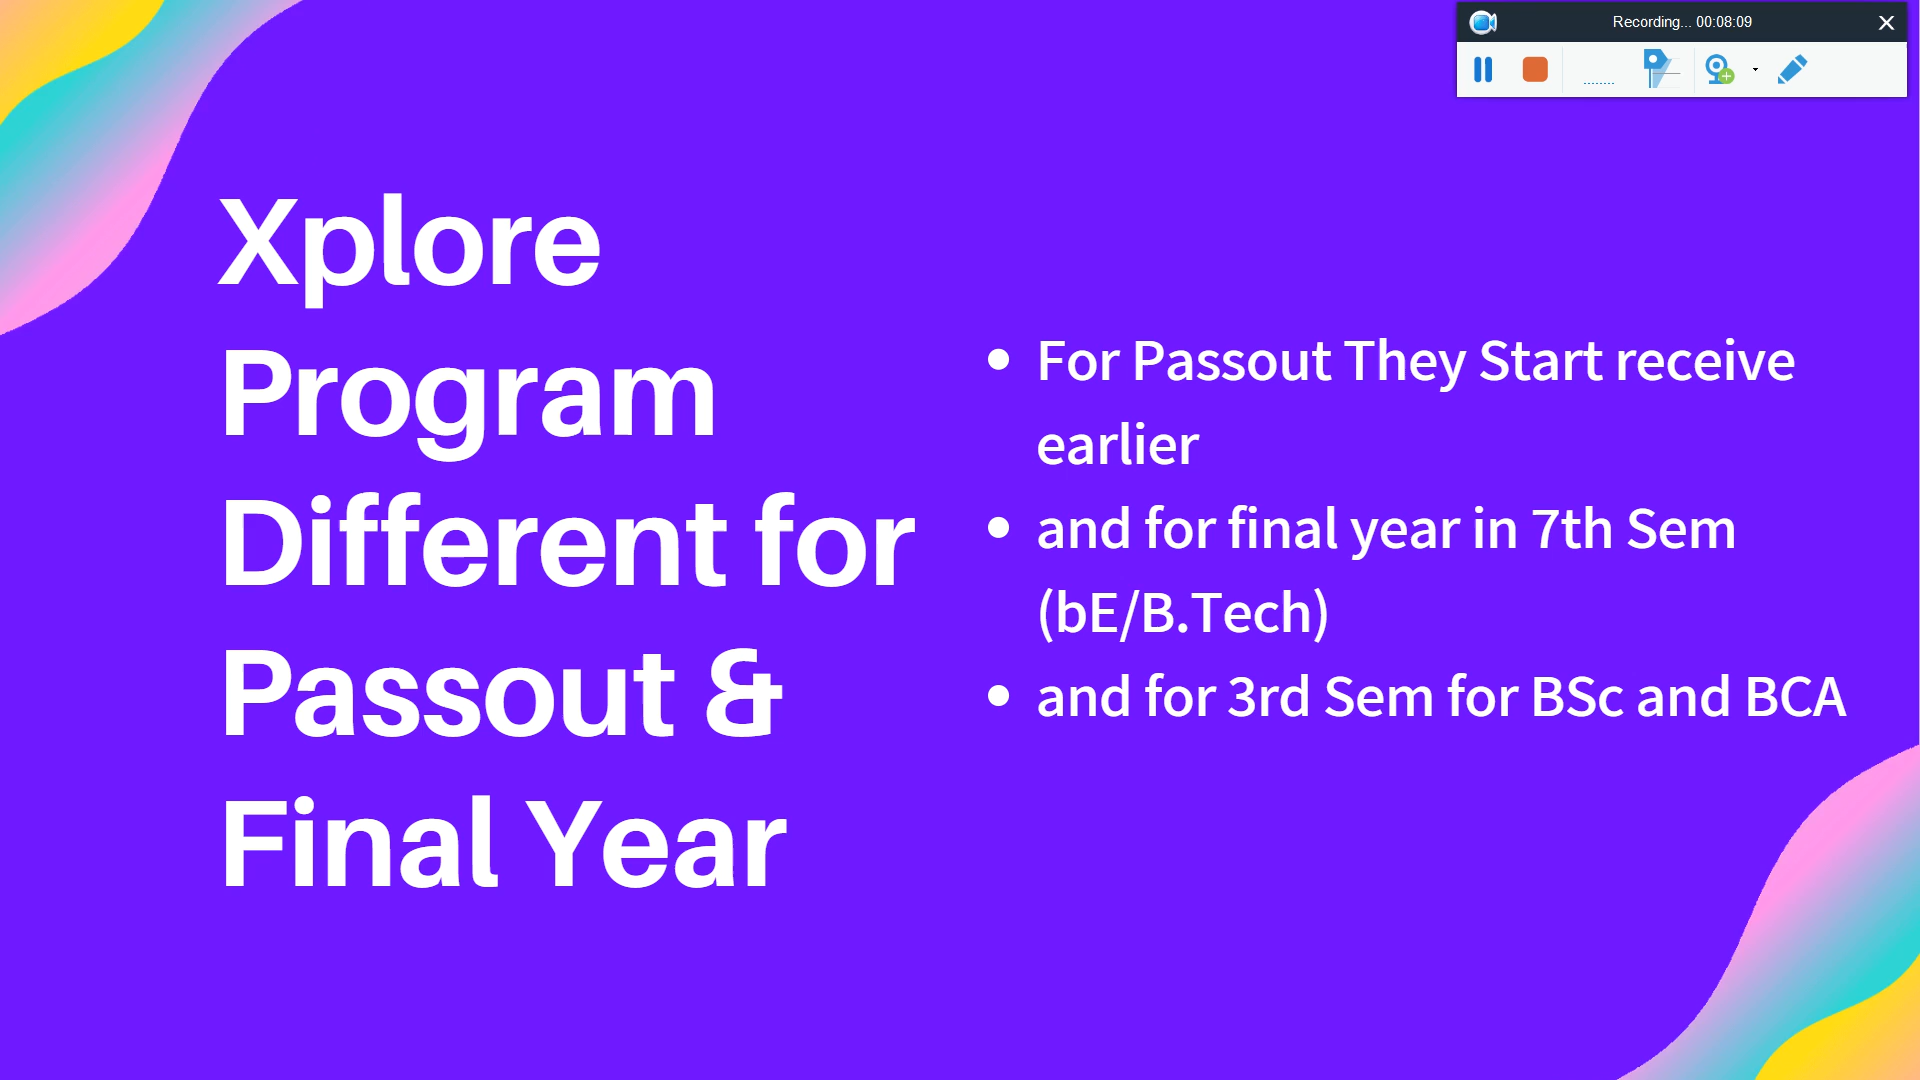 Recording... 00:08:09
Xplore
Program
Different for
Passout &
Final Year
• For Passout They Start receive
earlier
• and for final year in 7th Sem
(bE/B.Tech)
• and for 3rd Sem for BSc and BCA